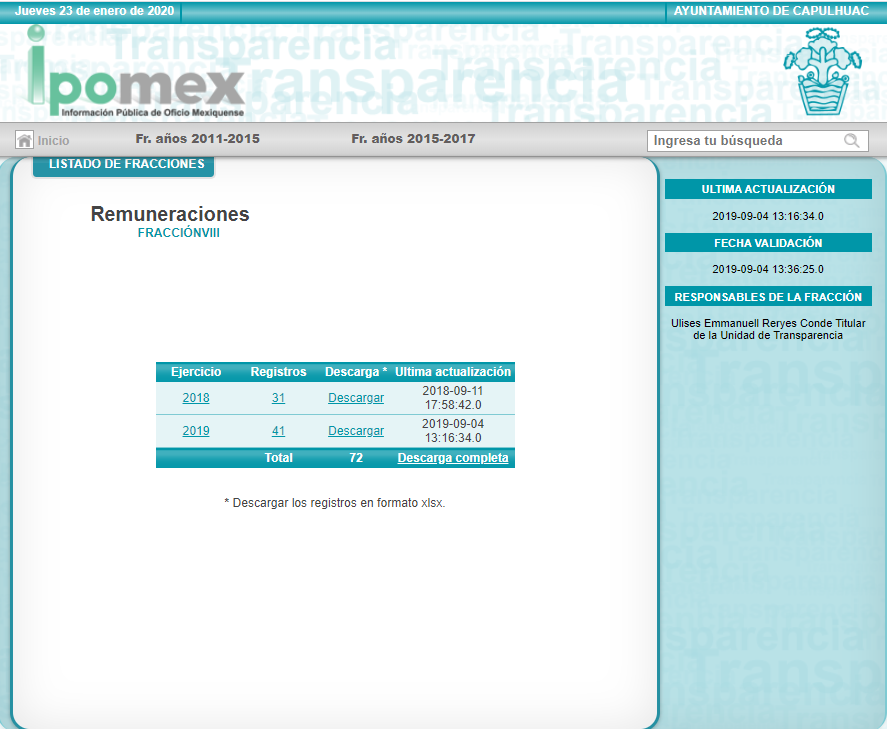 Jueves 23 de enero de 2020
AYUNTAMIENTO DE CAPULHUAC
Transparencia
ipomex
Información Pública de Oficio Mexiquense
Inicio
Fr. años 2011-2015
Fr. años 2015-2017
Ingresa tu búsqueda
LISTADO DE FRACCIONES
Remuneraciones
FRACCIÓNVIII
Ejercicio Registros Descarga * Ultima actualización
2018 31 Descargar 2018-09-11
17:58:42.0
2019 41 Descargar 2019-09-04
13:16:34.0
Total 72 Descarga completa
* Descargar los registros en formato xlsx.
ULTIMA ACTUALIZACIÓN
2019-09-04 13:16:34.0
FECHA VALIDACIÓN
2019-09-04 13:36:25.0
RESPONSABLES DE LA FRACCIÓN
Ulises Emmanuell Reryes Conde Titular
de la Unidad de Transparencia